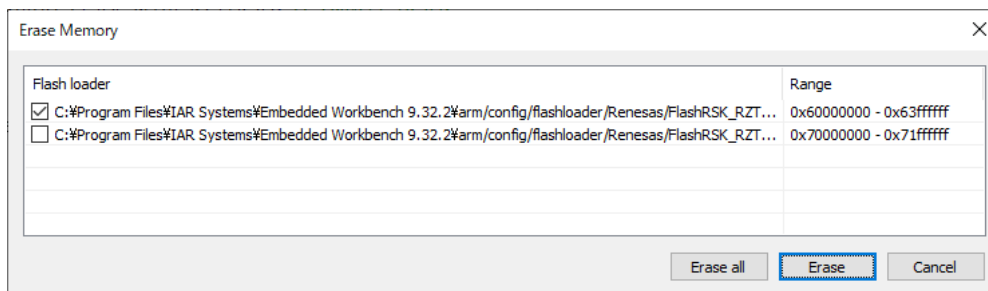 Erase Memory
Flash loader Range
C:¥Program Files¥IAR Systems¥Embedded Workbench 9.32.2¥arm/config/flashloader/Renesas/FlashRSK_RZT... 0x60000000 - 0x63ffffff
C:¥Program Files¥IAR Systems¥Embedded Workbench 9.32.2¥arm/config/flashloader/Renesas/FlashRSK_RZT... 0x70000000 - 0x71ffffff
Erase all Erase Cancel